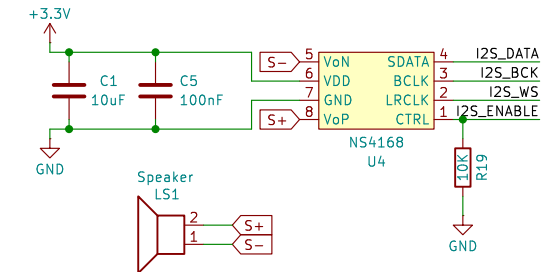 +3.3V
C1
10uF
C5
100nF
GND
S-
5
VoN
6
VDD
7
GND
S+
8
VoP
SDATA
4
I2S_DATA
BCLK
3
I2S_BCK
LRCLK
2
I2S_WS
CTRL
1
I2S_ENABLE
NS4168
U4
10K
R19
GND
Speaker
LS1
2
S+
1
S-